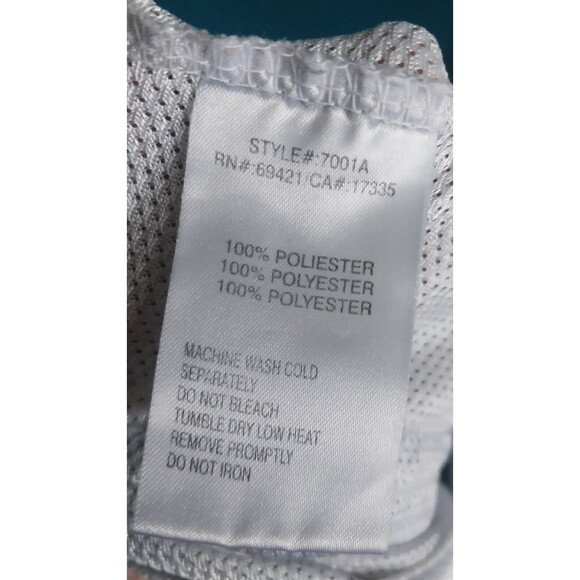 STYLE#:7001A
RN#:69421/CA#:17335
100% POLIESTER
100% POLYESTER
100% POLYESTER
MACHINE WASH COLD
SEPARATELY
DO NOT BLEACH
TUMBLE DRY LOW HEAT
REMOVE PROMPTLY
DO NOT IRON